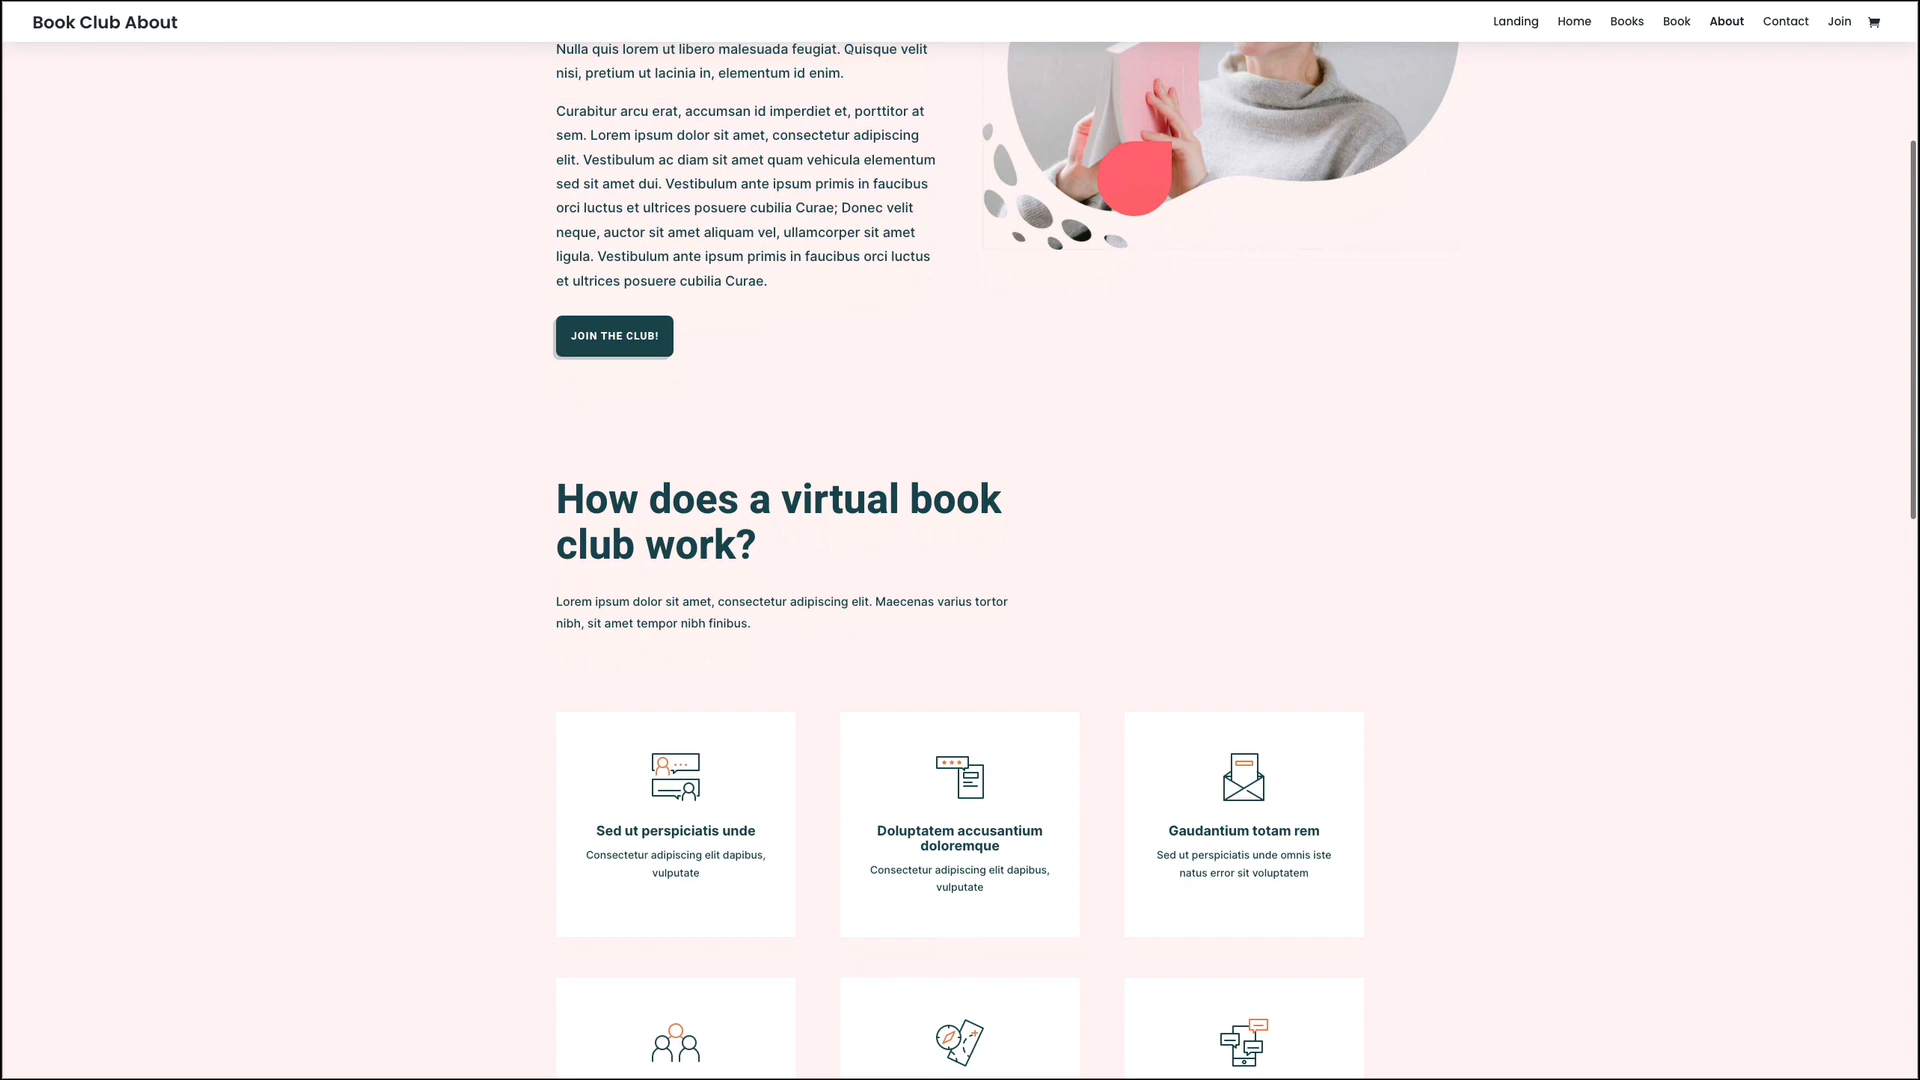 Book Club About
Landing Home Books Book About Contact Join
Nulla quis lorem ut libero malesuada feugiat. Quisque velit
nisi, pretium ut lacinia in, elementum id enim.
Curabitur arcu erat, accumsan id imperdiet et, porttitor at
sem. Lorem ipsum dolor sit amet, consectetur adipiscing
elit. Vestibulum ac diam sit amet quam vehicula elementum
sed sit amet dui. Vestibulum ante ipsum primis in faucibus
orci luctus et ultrices posuere cubilia Curae; Donec velit
neque, auctor sit amet aliquam vel, ullamcorper sit amet
ligula. Vestibulum ante ipsum primis in faucibus orci luctus
et ultrices posuere cubilia Curae.
JOIN THE CLUB!
How does a virtual book
club work?
Lorem ipsum dolor sit amet, consectetur adipiscing elit. Maecenas varius tortor
nibh, sit amet tempor nibh finibus.
Sed ut perspiciatis unde
Consectetur adipiscing elit dapibus,
vulputate
Doluptatem accusantium
doloremque
Consectetur adipiscing elit dapibus,
vulputate
Gaudantium totam rem
Sed ut perspiciatis unde omnis iste
natus error sit voluptatem